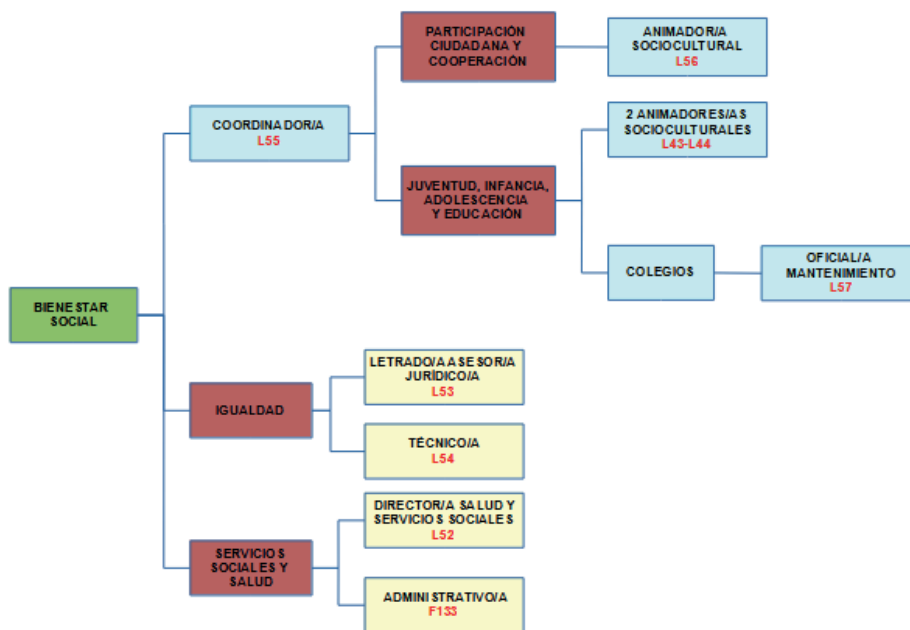 PARTICIPACIÓN
CIUDADANA Y
COOPERACIÓN
ANIMADOR/A
SOCIOCULTURAL
L56
COORDINADOR/A
L55
2 ANIMADORES/AS
SOCIOCULTURALES
L43-L44
JUVENTUD, INFANCIA,
ADOLESCENCIA
Y EDUCACIÓN
COLEGIOS
OFICIAL/A
MANTENIMIENTO
L57
BIENESTAR
SOCIAL
IGUALDAD
LETRADO/A ASESOR/A
JURÍDICO/A
L53
TÉCNICO/A
L54
SERVICIOS
SOCIALES Y
SALUD
DIRECTOR/A SALUD Y
SERVICIOS SOCIALES
L52
ADMINISTRATIVO/A
F133